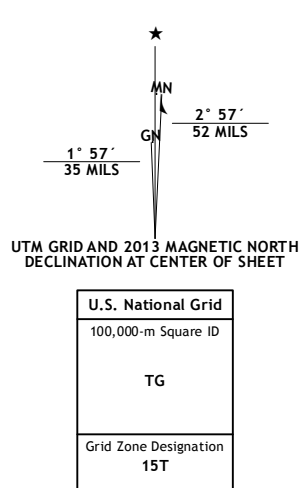 ★
MN
GN
2° 57´
52 MILS
1° 57´
35 MILS
UTM GRID AND 2013 MAGNETIC NORTH
DECLINATION AT CENTER OF SHEET
U.S. National Grid
100,000-m Square ID
TG
Grid Zone Designation
15T